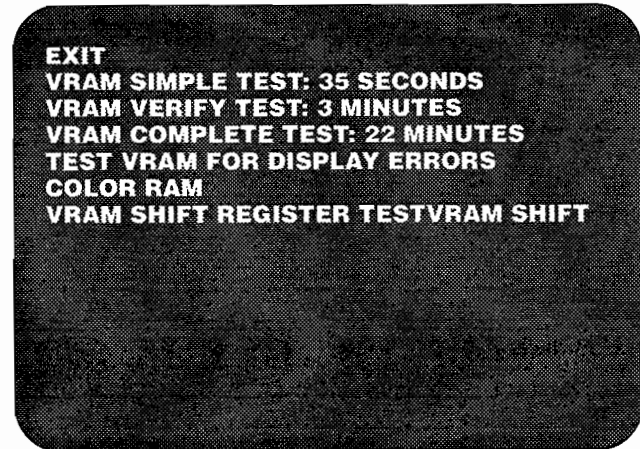 EXIT
VRAM SIMPLE TEST: 35 SECONDS
VRAM VERIFY TEST: 3 MINUTES
VRAM COMPLETE TEST: 22 MINUTES
TEST VRAM FOR DISPLAY ERRORS
COLOR RAM
VRAM SHIFT REGISTER TESTVRAM SHIFT